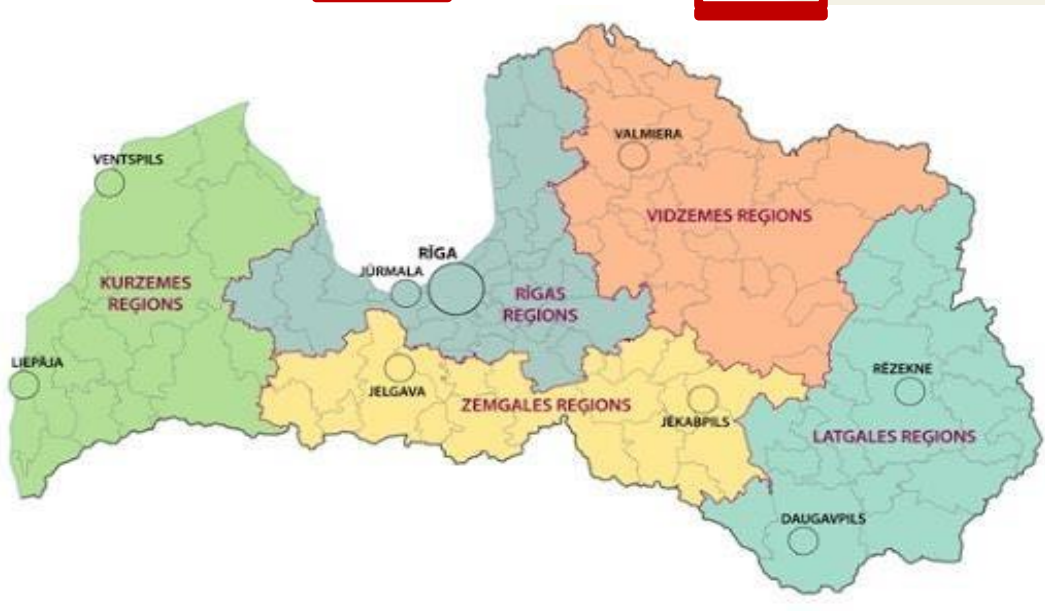 VALMIERA
VENTSPILS
VIDZEMES REĢIONS
RĪGA
JŪRMALA
KURZEMES
REĢIONS
RĪGAS
REĢIONS
LIEPĀJA
RĒZEKNE
JELGAVA
ZEMGALES REĢIONS
JĒKABPILS
LATGALES REĢIONS
DAUGAVPILS